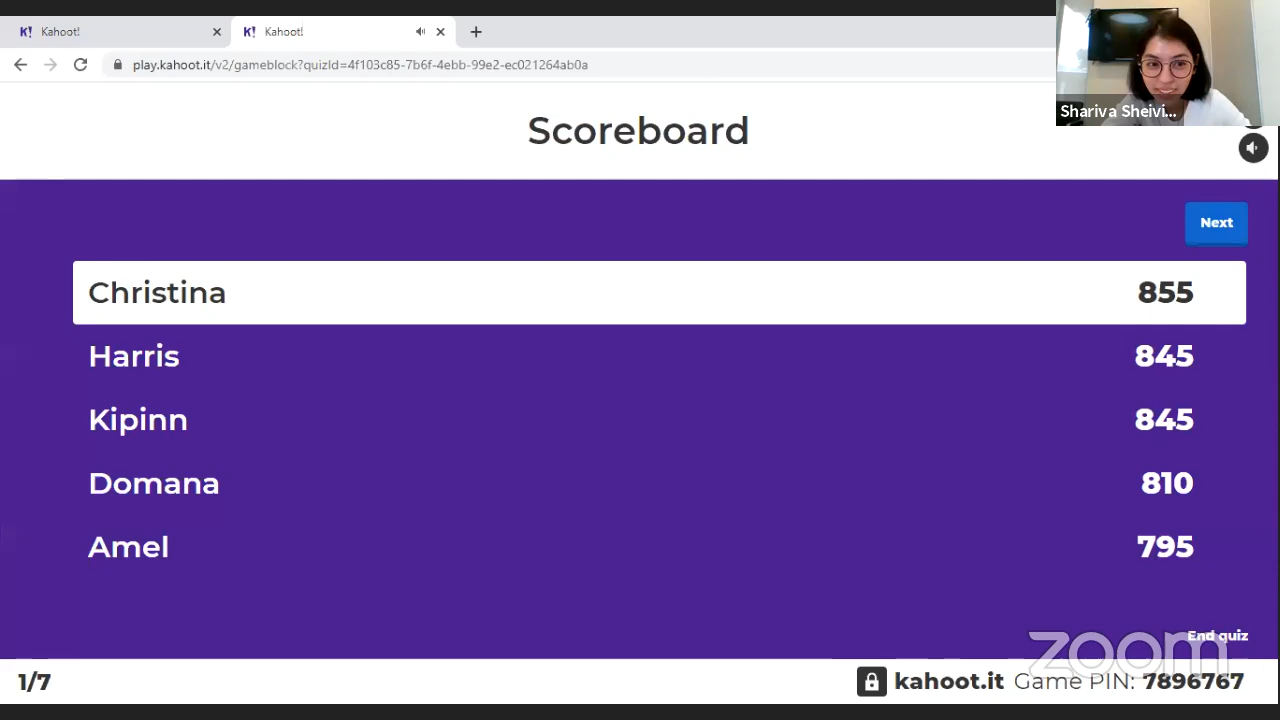 K! Kahoot!
K! Kahoot!
play.kahoot.it/v2/gameblock?quizId=4f103c85-7b6f-4ebb-99e2-ec021264ab0a
Shariva Sheivi...
Scoreboard
Next
Christina 855
Harris 845
Kipinn 845
Domana 810
Amel 795
End quiz
zoom
1/7 kahoot.it Game PIN: 7896767